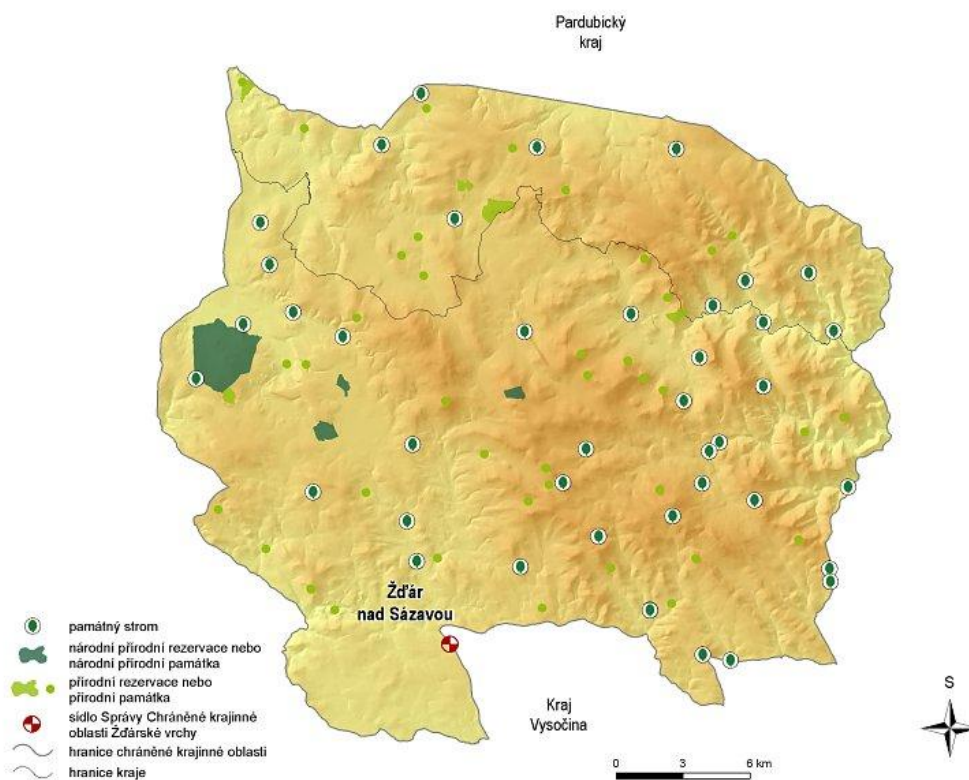 Pardubický
kraj
Žďár
nad Sázavou
památný strom
národní přírodní rezervace nebo
národní přírodní památka
přírodní rezervace nebo
přírodní památka
sídlo Správy Chráněné krajinné
oblasti Žďárské vrchy
hranice chráněné krajinné oblasti
hranice kraje
Kraj
Vysočina
S
0 3 6 km